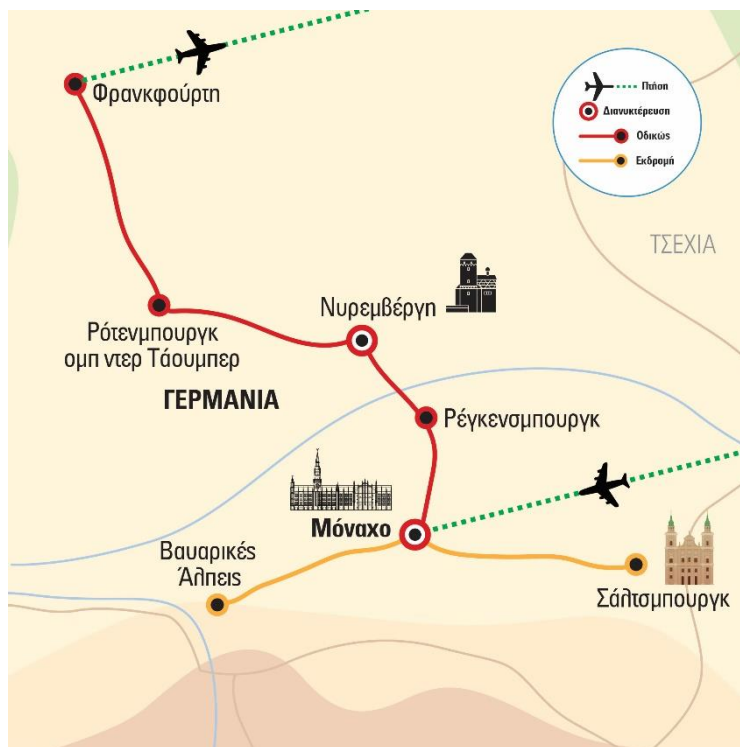 Φρανκφούρτη
Πτήση
Διανυκτέρευση
Οδικώς
Εκδρομή
ΤΣΕΧΙΑ
Νυρεμβέργη
Ρότενμπουργκ
ομπ ντερ Τάουμπερ
ΓΕΡΜΑΝΙΑ
Ρέγκενσμπουργκ
Μόναχο
Βαυαρικές
Άλπεις
Σάλτσμπουργκ